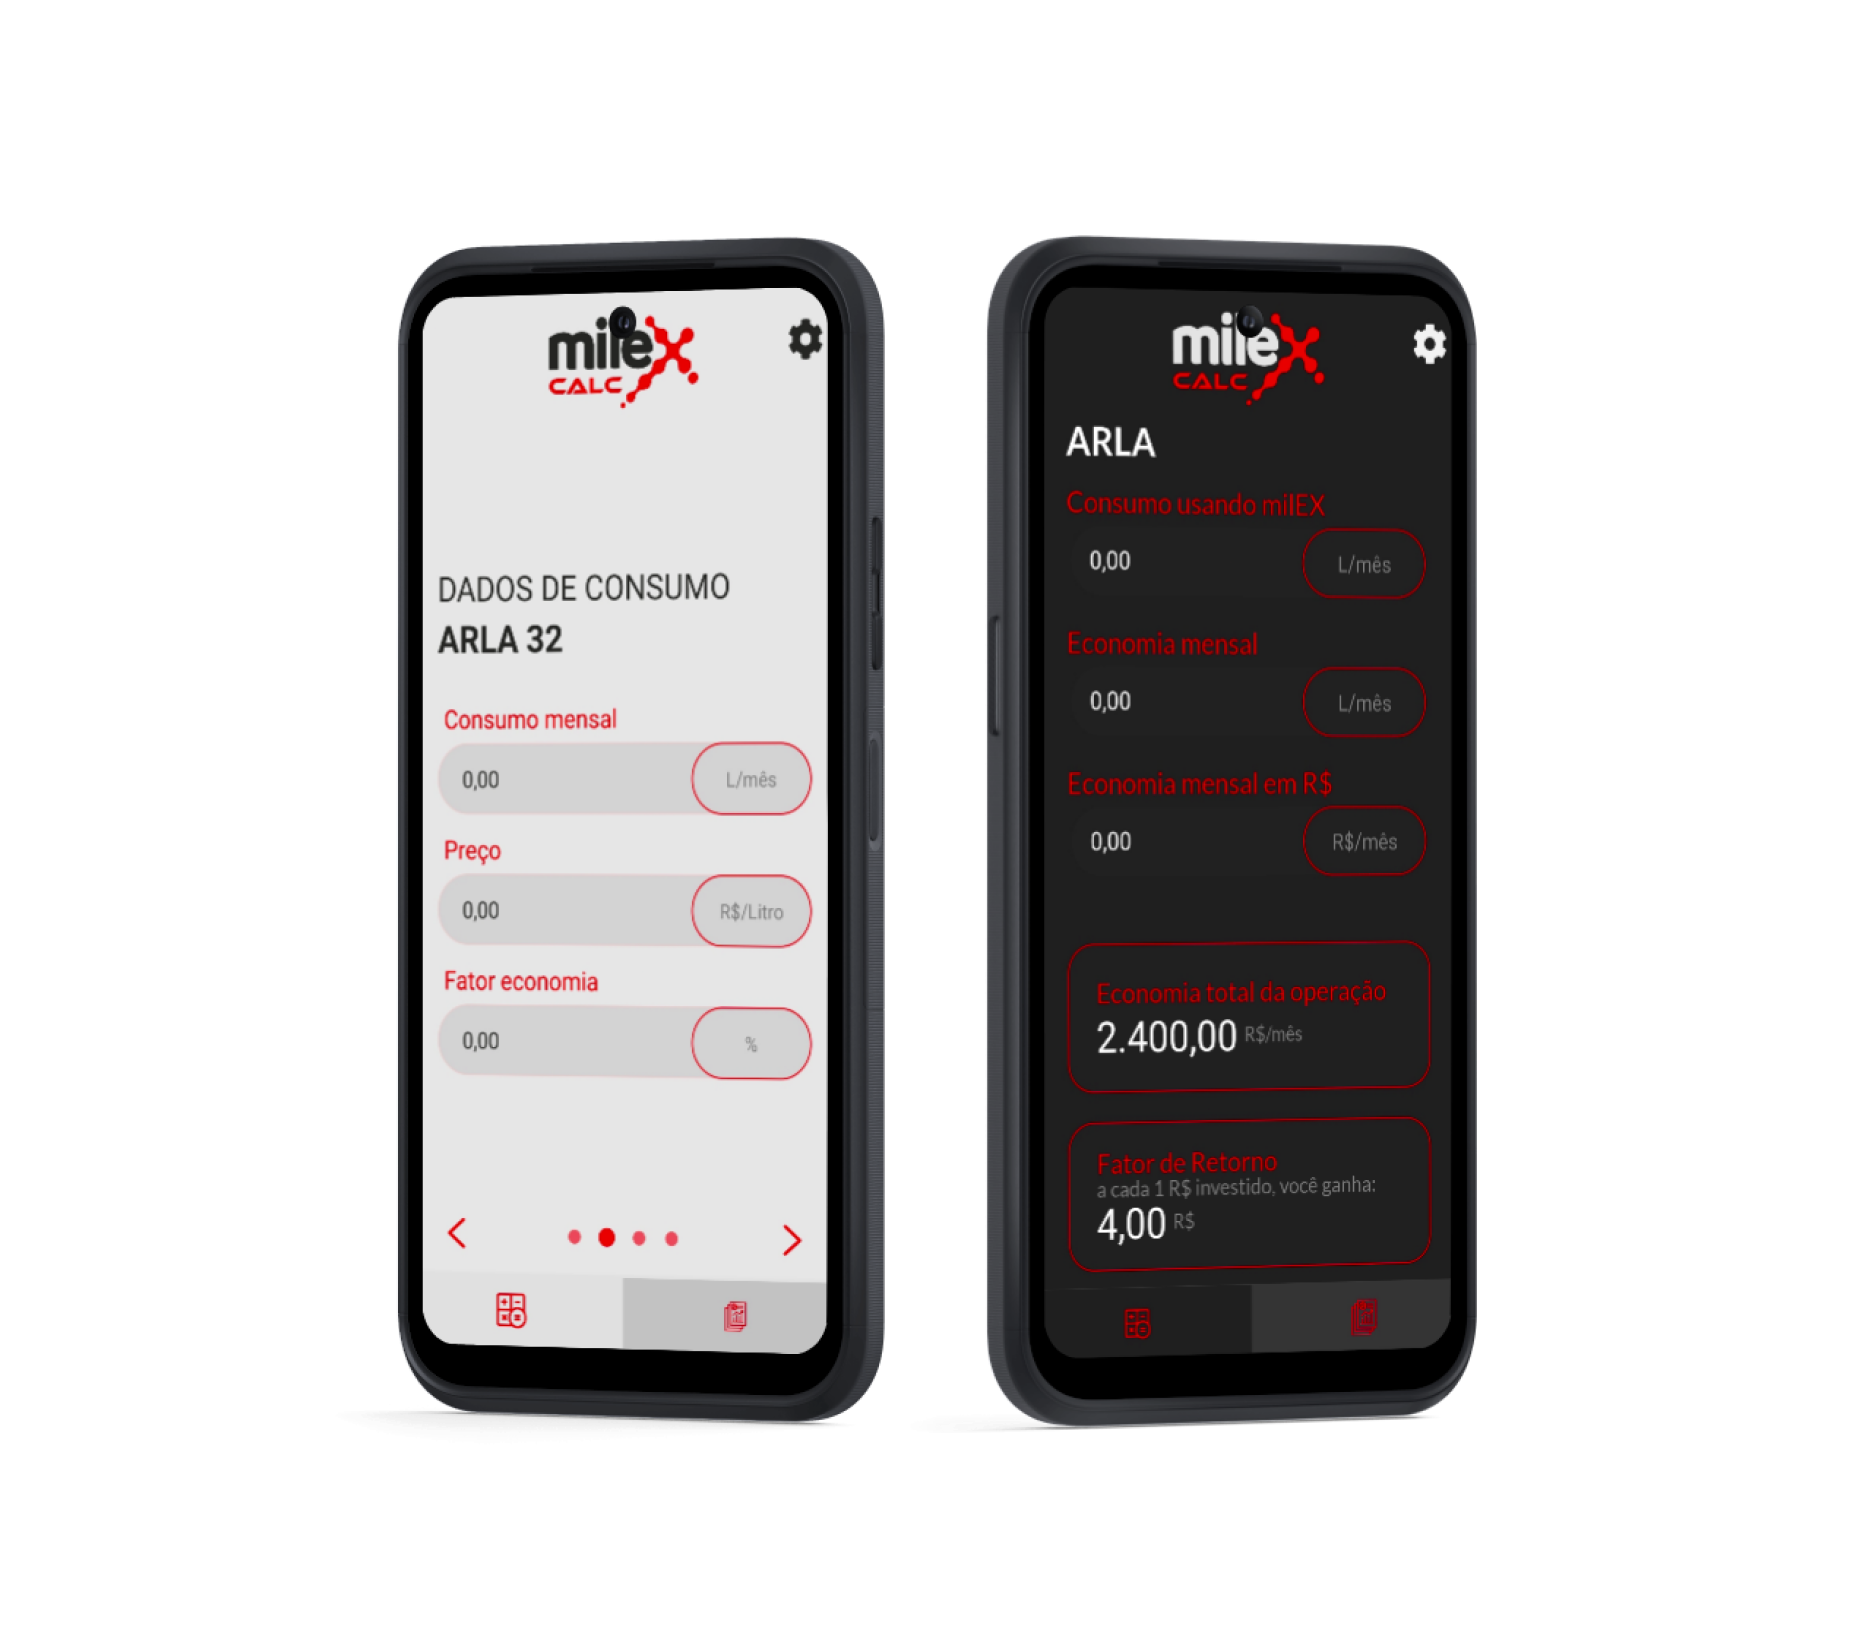 milex
CALC
DADOS DE CONSUMO
ARLA 32
Consumo mensal
0,00 L/mês
Preço
0,00 R$/Litro
Fator economia
0,00 %
milex
CALC
ARLA
Consumo usando milEX
0,00 L/mês
Economia mensal
0,00 L/mês
Economia mensal em R$
0,00 R$/mês
Economia total da operação
2.400,00 R$/mês
Fator de Retorno
a cada 1 R$ investido, você ganha:
4,00 R$